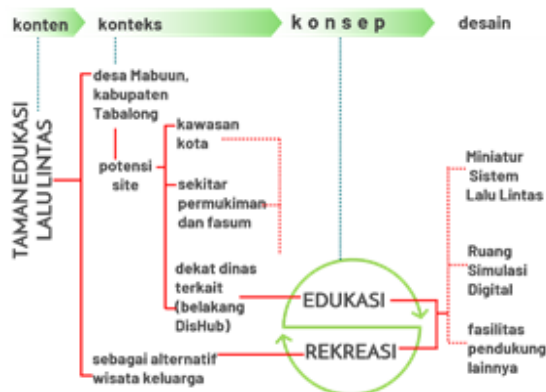 konten
konteks
konsep
desain
TAMAN EDUKASI
LALU LINTAS
desa Mabuun,
kabupaten
Tabalong
potensi
site
kawasan
kota
sekitar
permukiman
dan fasum
dekat dinas
terkait
(belakang
DisHub)
sebagai alternatif
wisata keluarga
EDUKASI
REKREASI
Miniatur
Sistem
Lalu Lintas
Ruang
Simulasi
Digital
fasilitas
pendukung
lainnya